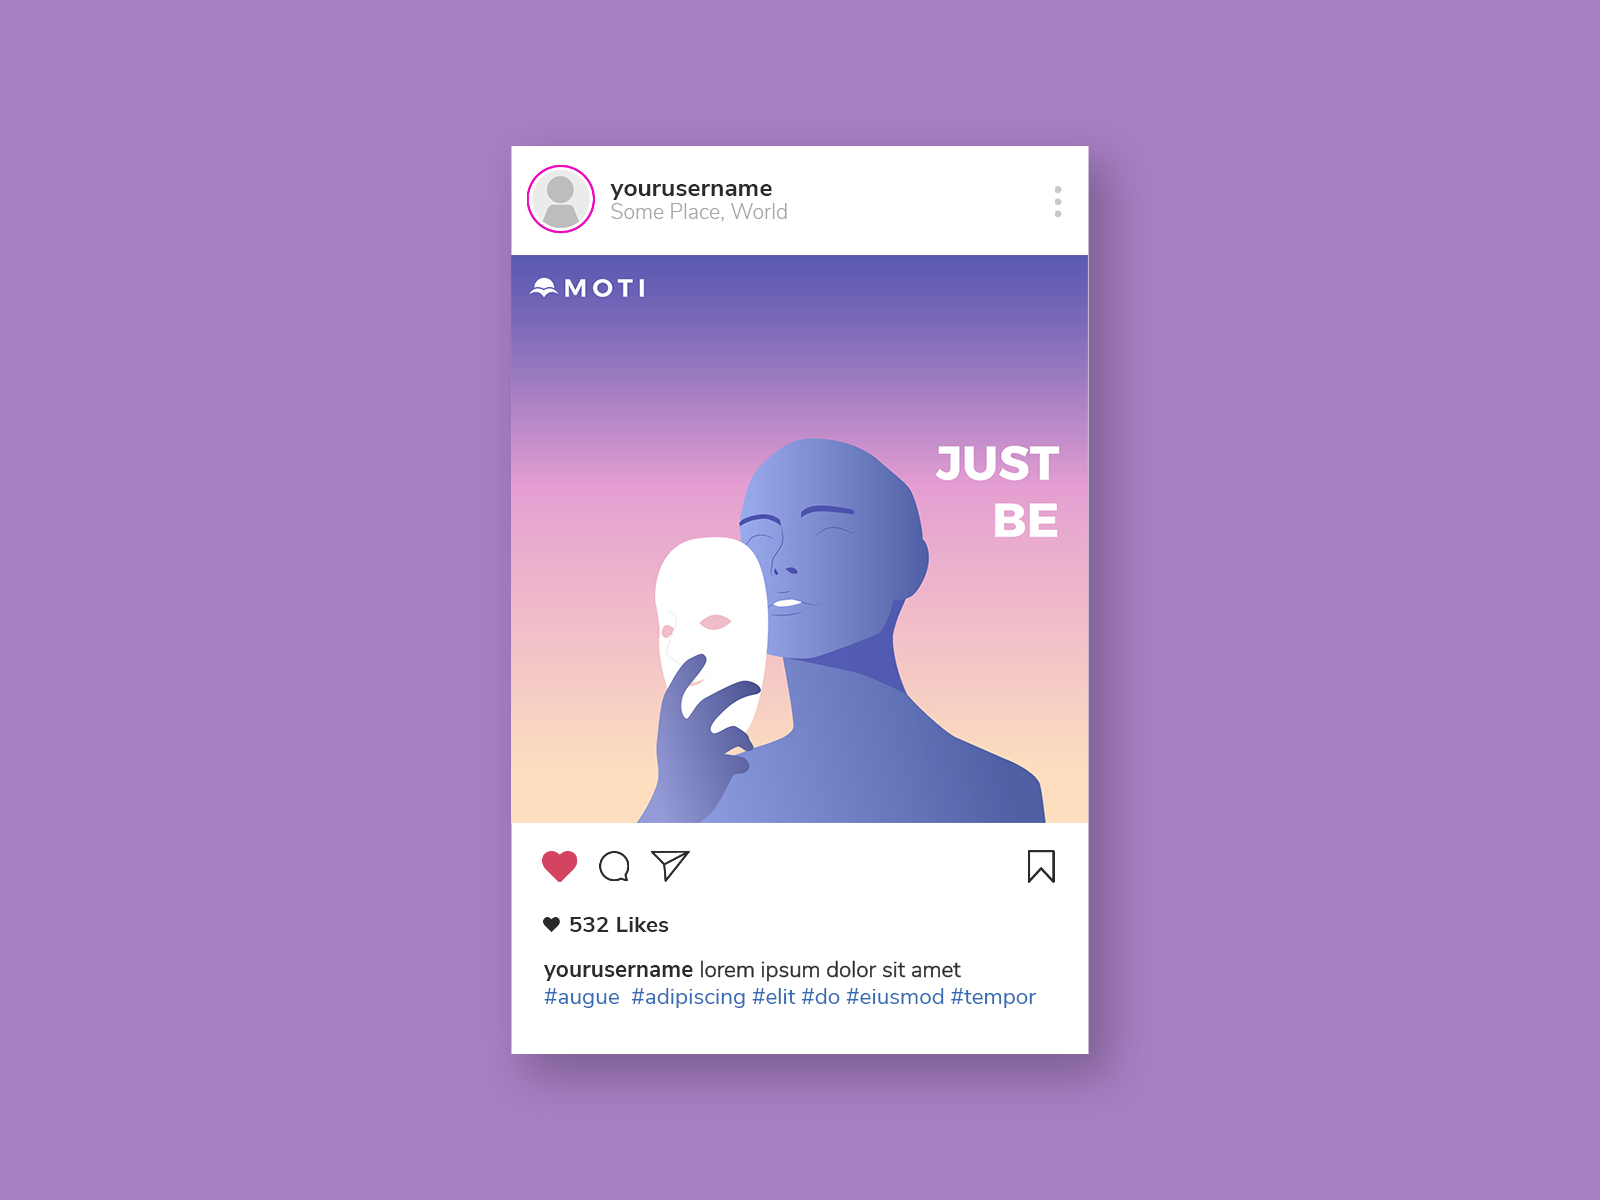 yourusername
Some Place, World
MOTI
JUST
BE
532 Likes
yourusername lorem ipsum dolor sit amet
#augue #adipiscing #elit #do #eiusmod #tempor